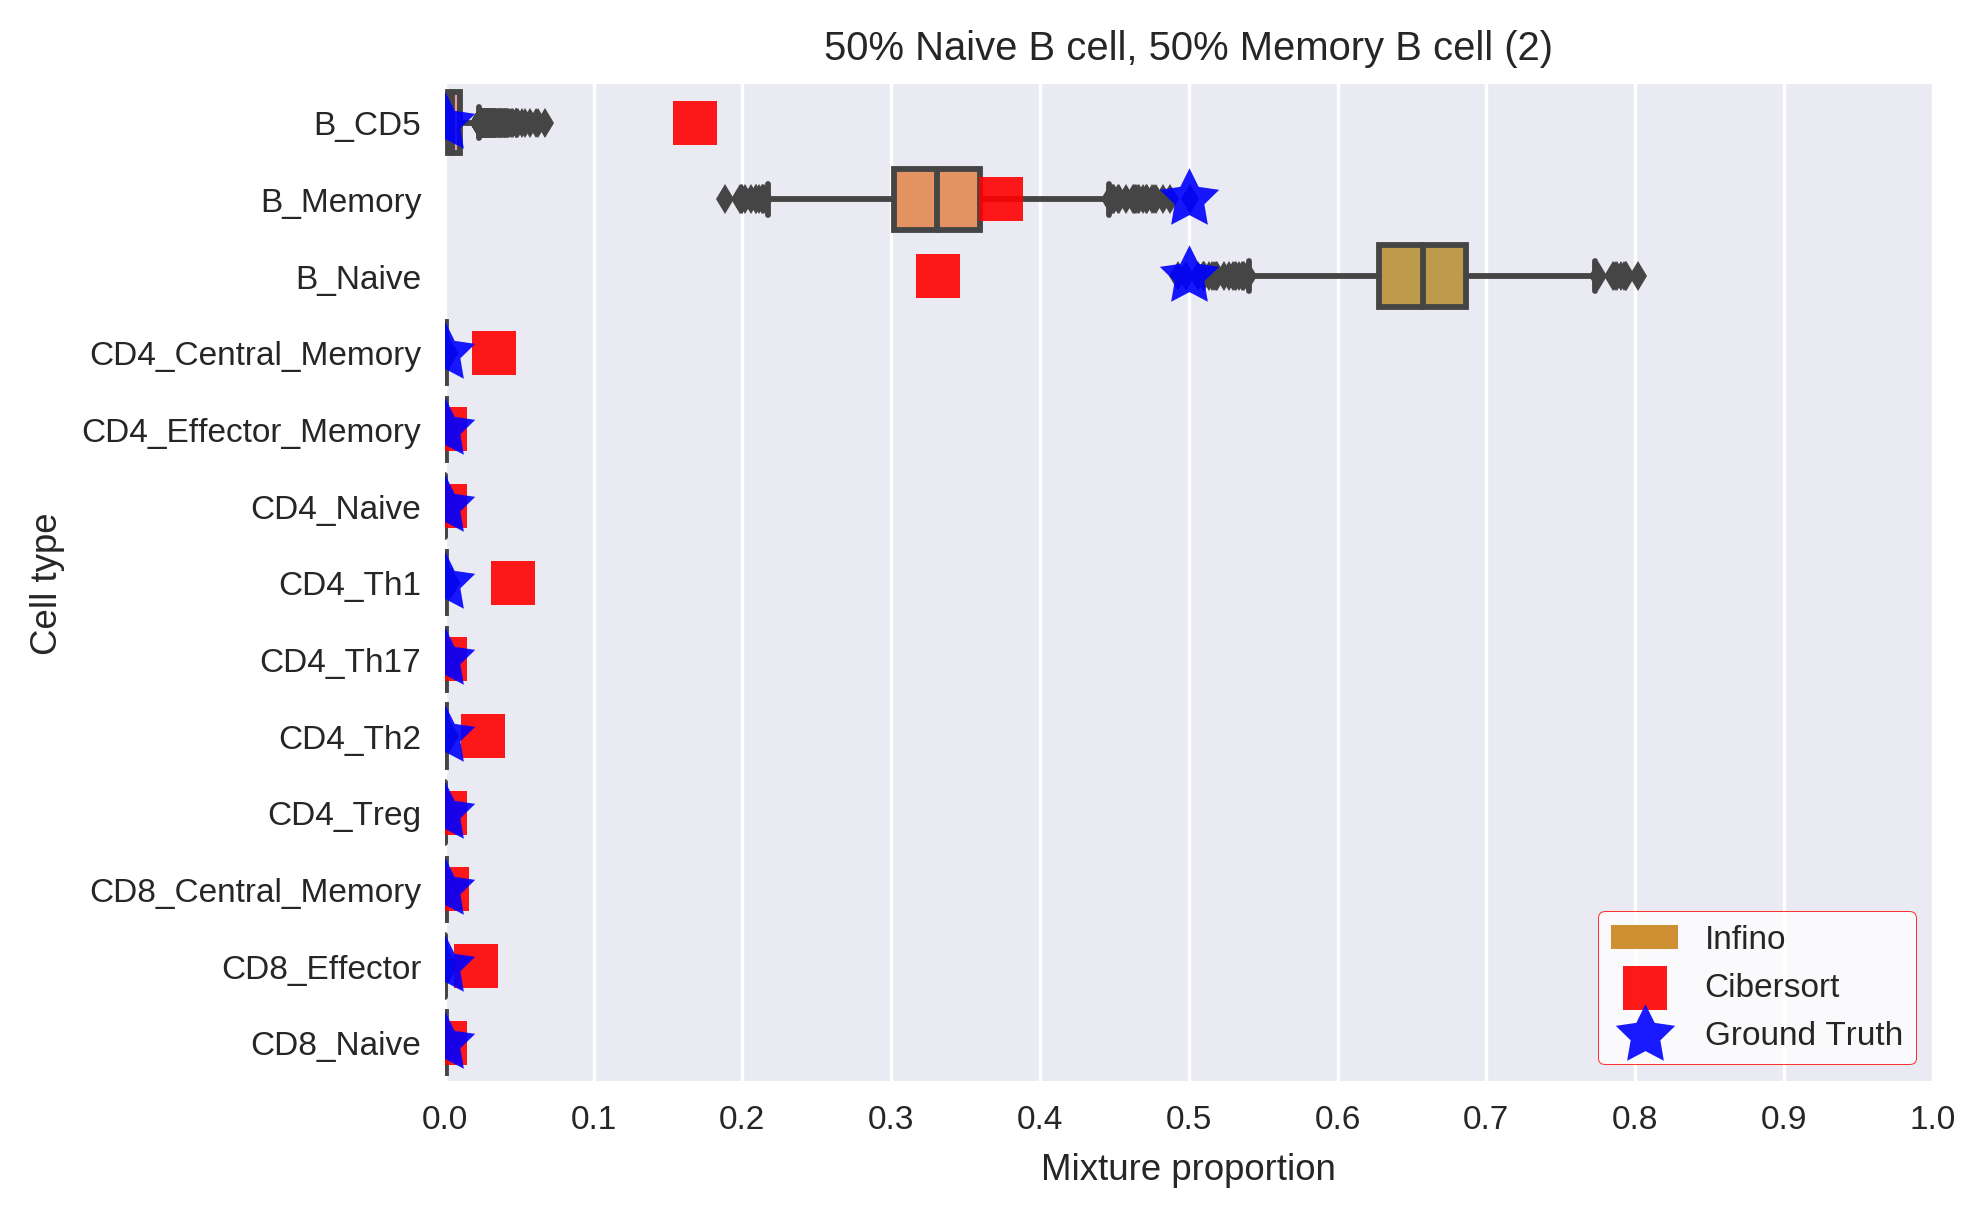 50% Naive B cell, 50% Memory B cell (2)
B_CD5
B_Memory
B_Naive
CD4_Central_Memory
CD4_Effector_Memory
CD4_Naive
CD4_Th1
CD4_Th17
CD4_Th2
CD4_Treg
CD8_Central_Memory
CD8_Effector
CD8_Naive
Cell type
Infino
Cibersort
Ground Truth
0.0 0.1 0.2 0.3 0.4 0.5 0.6 0.7 0.8 0.9 1.0
Mixture proportion